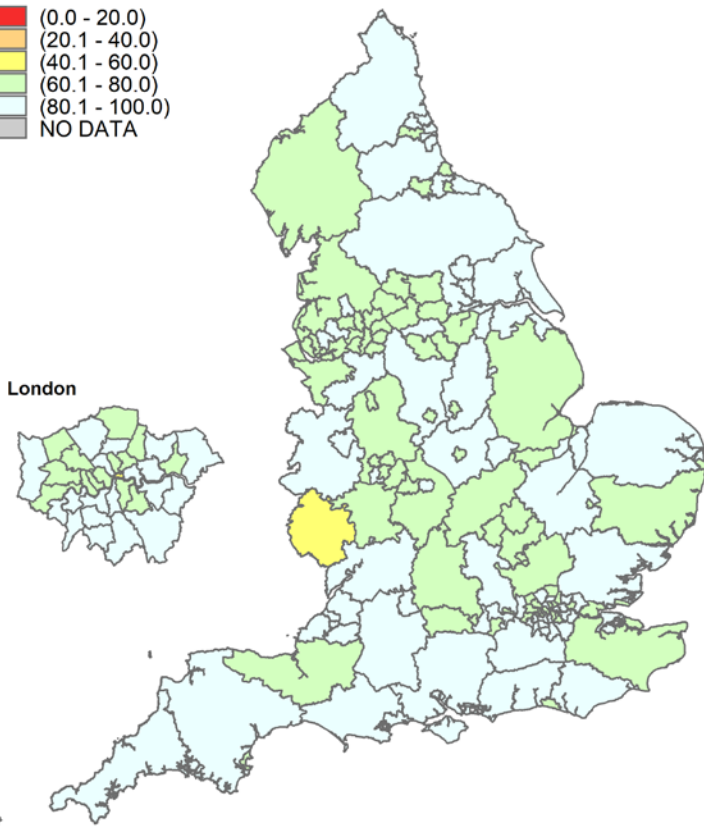 (0.0 - 20.0)
(20.1 - 40.0)
(40.1 - 60.0)
(60.1 - 80.0)
(80.1 - 100.0)
NO DATA
London